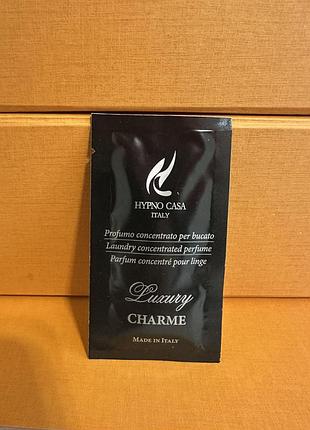 HYPNO CASA
ITALY
Profumo concentrato per bucato
Laundry concentrated perfume
Parfum concentré pour linge
Luxury
CHARME
MADE IN ITALY